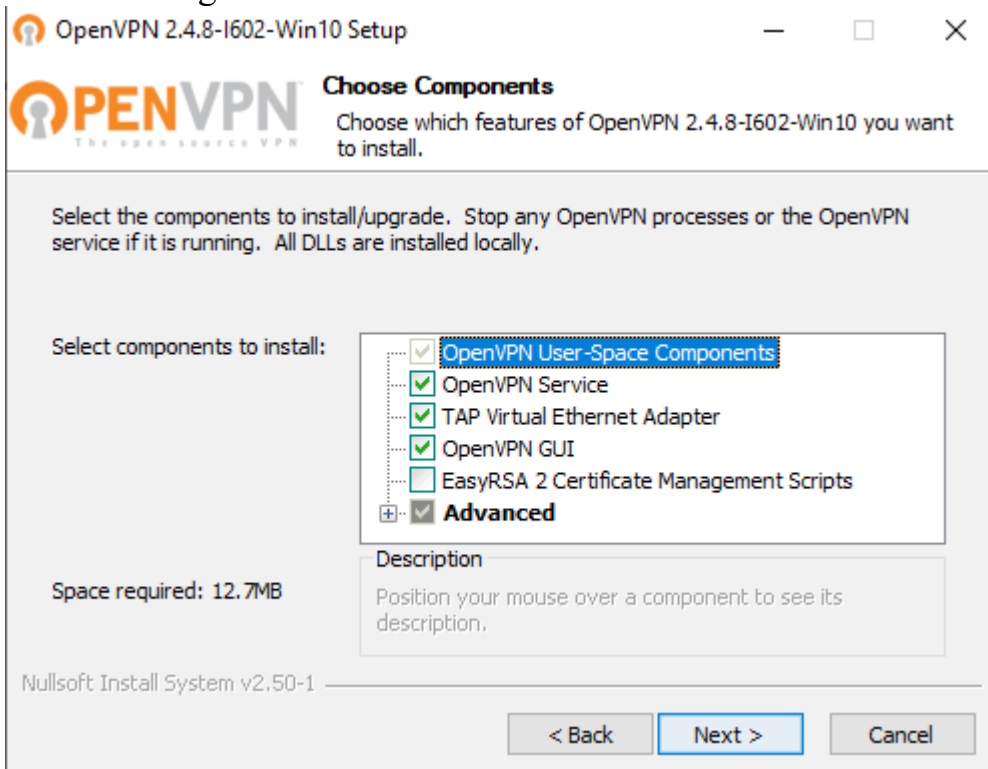 OpenVPN 2.4.8-I602-Win10 Setup
OPENVPN
The open source VPN
Choose Components
Choose which features of OpenVPN 2.4.8-I602-Win10 you want
to install.
Select the components to install/upgrade. Stop any OpenVPN processes or the OpenVPN
service if it is running. All DLLs are installed locally.
Select components to install:
OpenVPN User-Space Components
OpenVPN Service
TAP Virtual Ethernet Adapter
OpenVPN GUI
EasyRSA 2 Certificate Management Scripts
Advanced
Space required: 12.7MB
Description
Position your mouse over a component to see its
description.
Nullsoft Install System v2.50-1
< Back
Next >
Cancel